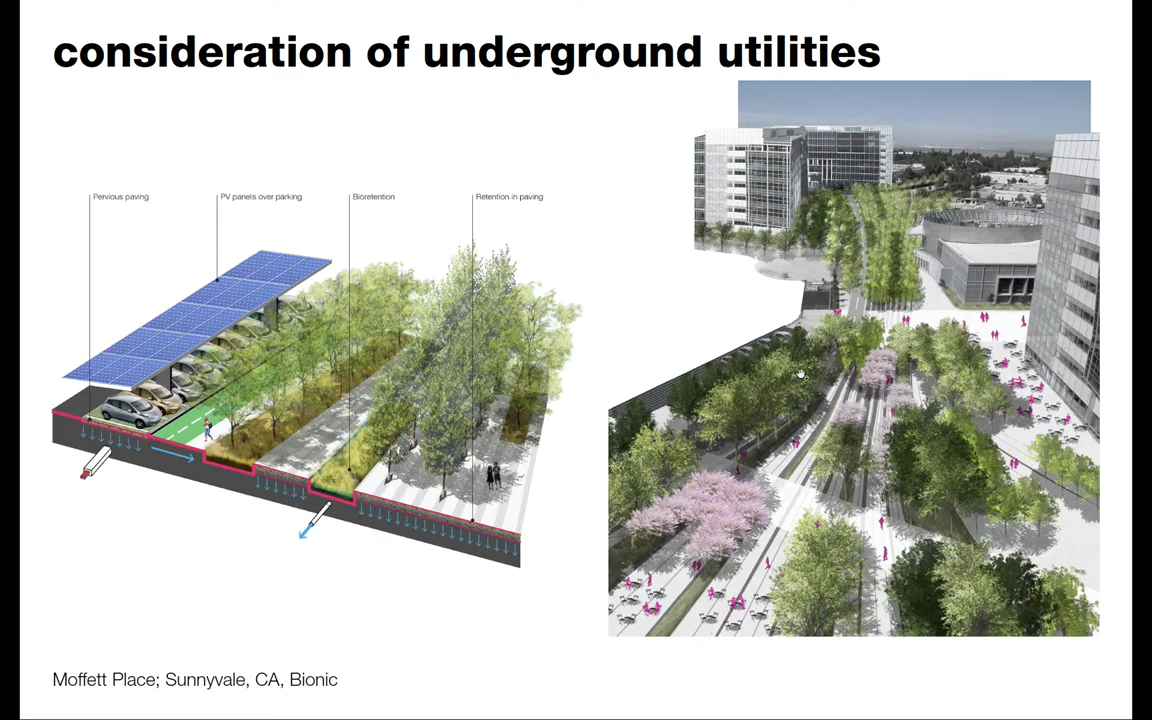 consideration of underground utilities
Pervious paving
PV panels over parking
Bioretention
Retention in paving
Moffett Place; Sunnyvale, CA, Bionic